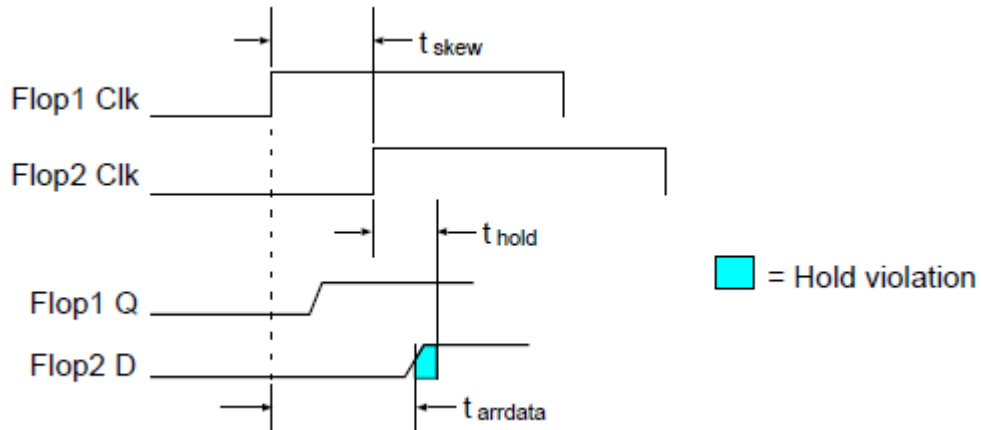 t skew
Flop1 Clk
Flop2 Clk
t hold
= Hold violation
Flop1 Q
Flop2 D
t arrdata